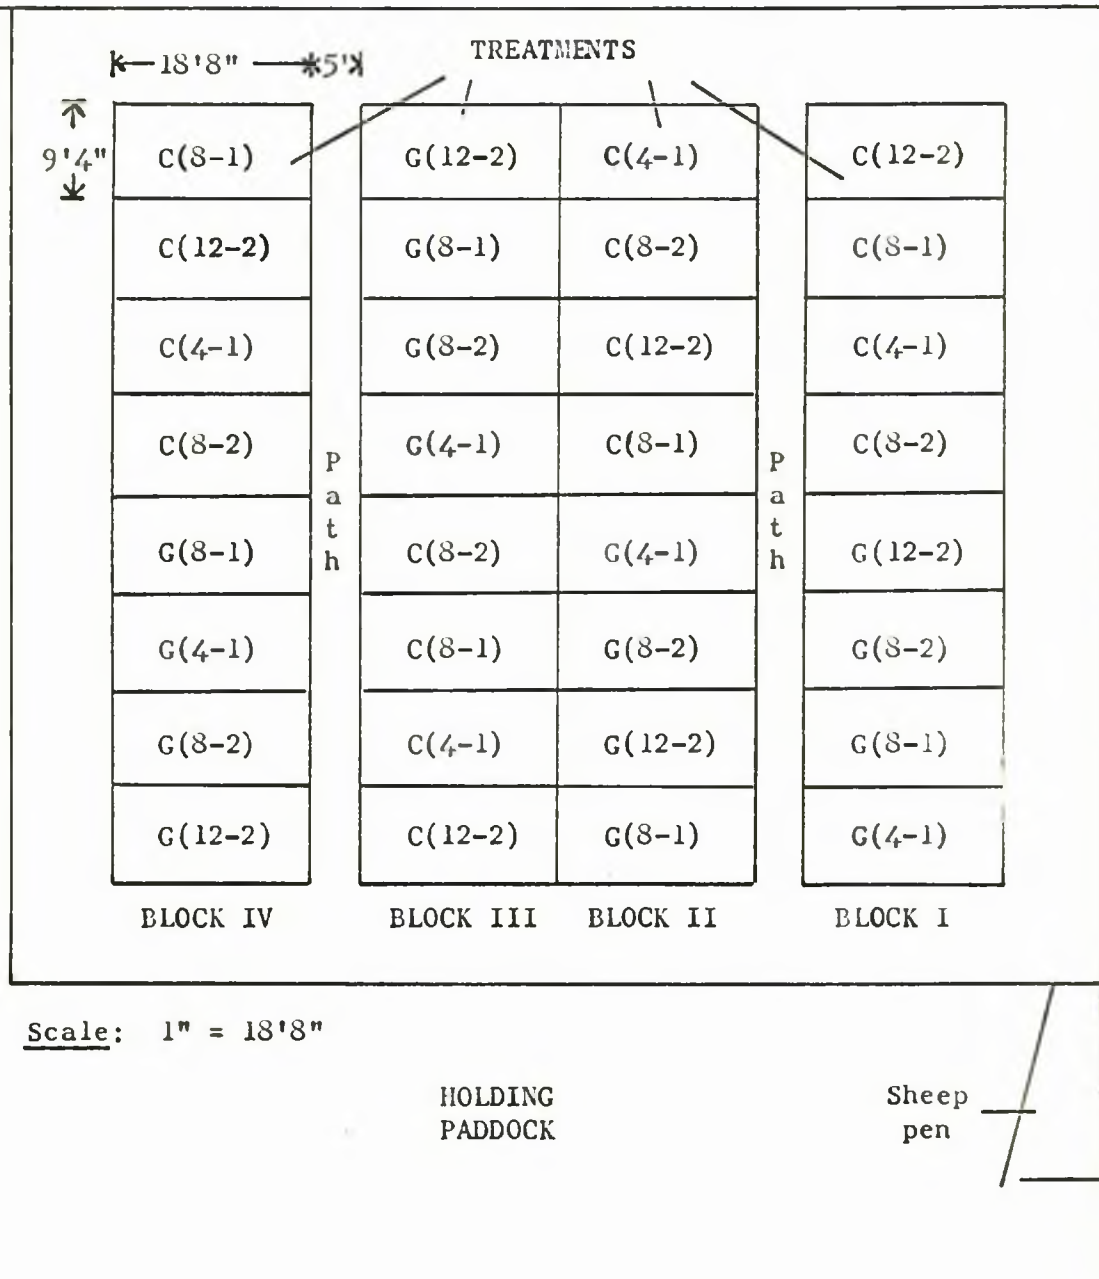 18'8" 5' TREATMENTS
9'4" C(8-1) G(12-2) C(4-1) C(12-2)
C(12-2) G(8-1) C(8-2) C(8-1)
C(4-1) G(8-2) C(12-2) C(4-1)
C(8-2) G(4-1) C(8-1) C(8-2)
Path Path
G(8-1) C(8-2) G(4-1) G(12-2)
G(4-1) C(8-1) G(8-2) G(8-2)
G(8-2) C(4-1) G(12-2) G(8-1)
G(12-2) C(12-2) G(8-1) G(4-1)
BLOCK IV BLOCK III BLOCK II BLOCK I
Scale: 1" = 18'8"
HOLDING
PADDOCK
Sheep
pen